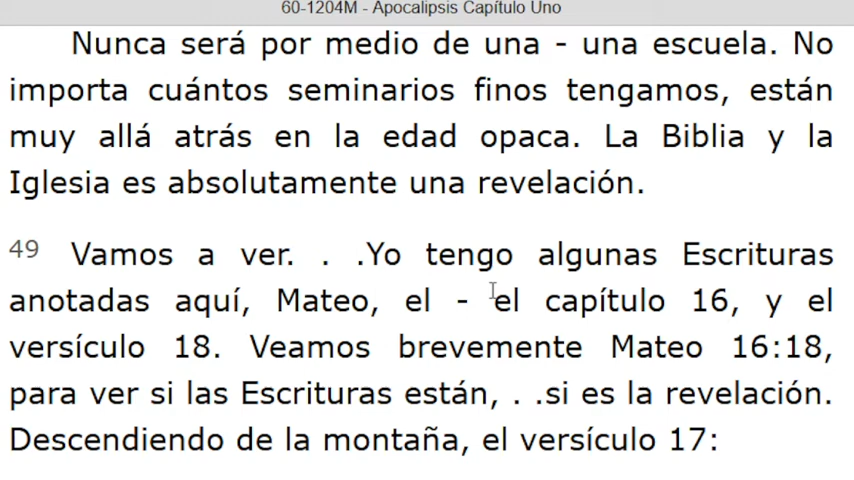 60-1204M - Apocalipsis Capítulo Uno
Nunca será por medio de una - una escuela. No
importa cuántos seminarios finos tengamos, están
muy allá atrás en la edad opaca. La Biblia y la
Iglesia es absolutamente una revelación.
49 Vamos a ver. . .Yo tengo algunas Escrituras
anotadas aquí, Mateo, el - el capítulo 16, y el
versículo 18. Veamos brevemente Mateo 16:18,
para ver si las Escrituras están, . .si es la revelación.
Descendiendo de la montaña, el versículo 17: